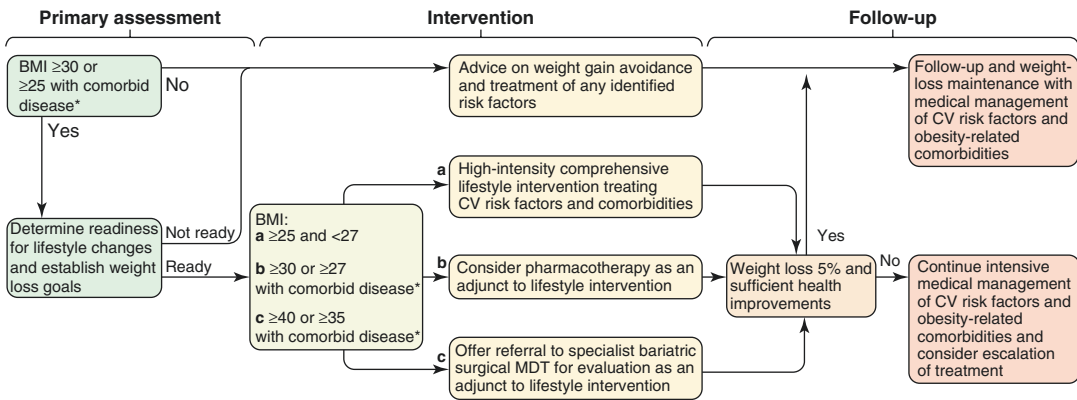 Primary assessment
Intervention
Follow-up
BMI ≥30 or
≥25 with comorbid
disease*
No
Yes
Advice on weight gain avoidance
and treatment of any identified
risk factors
Follow-up and weight-
loss maintenance with
medical management
of CV risk factors and
obesity-related
comorbidities
Determine readiness
for lifestyle changes
and establish weight
loss goals
Not ready
Ready
BMI:
a ≥25 and <27
b ≥30 or ≥27
with comorbid disease*
c ≥40 or ≥35
with comorbid disease*
a
High-intensity comprehensive
lifestyle intervention treating
CV risk factors and comorbidities
b
Consider pharmacotherapy as an
adjunct to lifestyle intervention
c
Offer referral to specialist bariatric
surgical MDT for evaluation as an
adjunct to lifestyle intervention
Yes
Weight loss 5% and
sufficient health
improvements
No
Continue intensive
medical management
of CV risk factors and
obesity-related
comorbidities and
consider escalation
of treatment